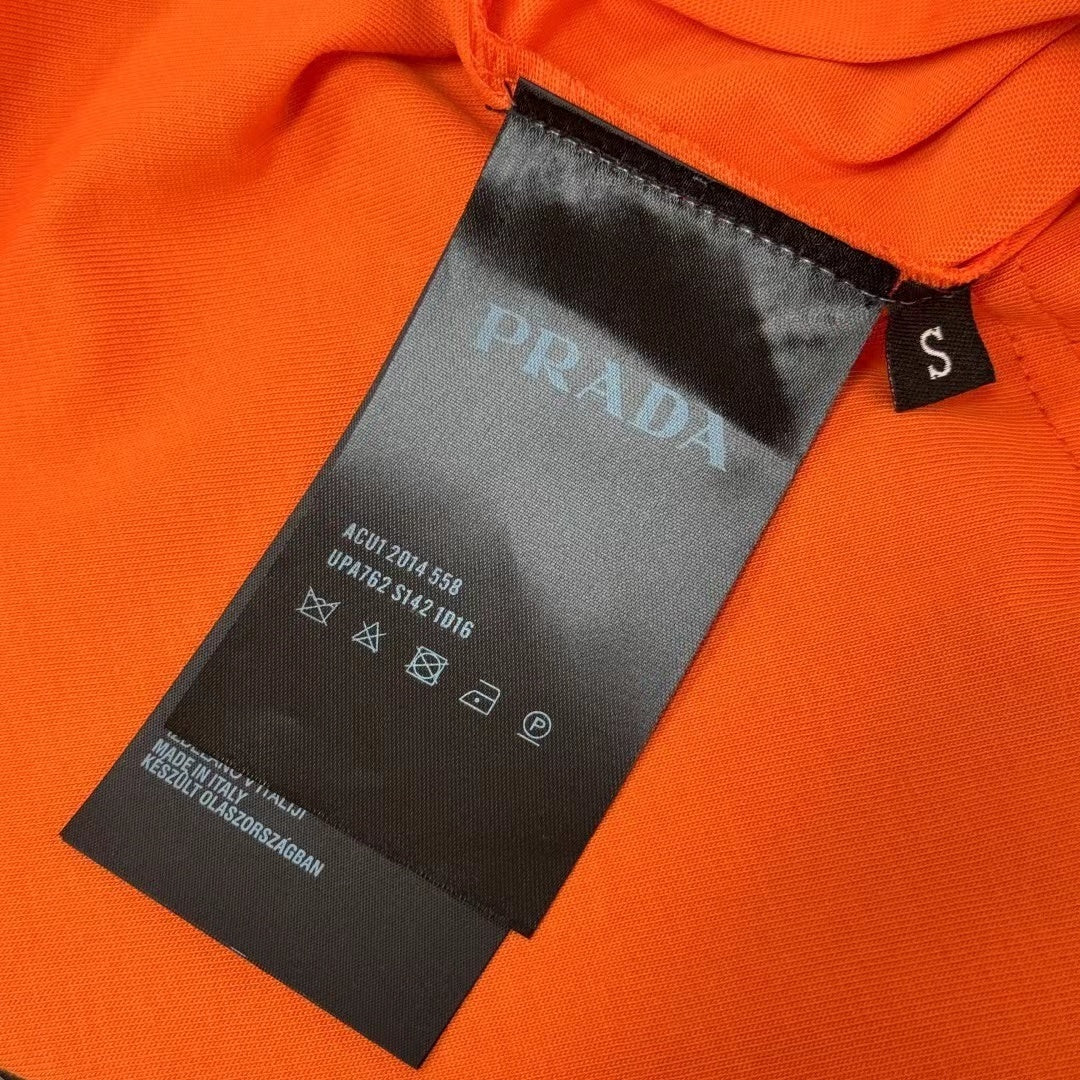 PRADA
S
ACU1 2014 558
UPA762 S142 1D16
P
MADE IN ITALY
KÉSZÜLT OLASZORSZÁGBAN